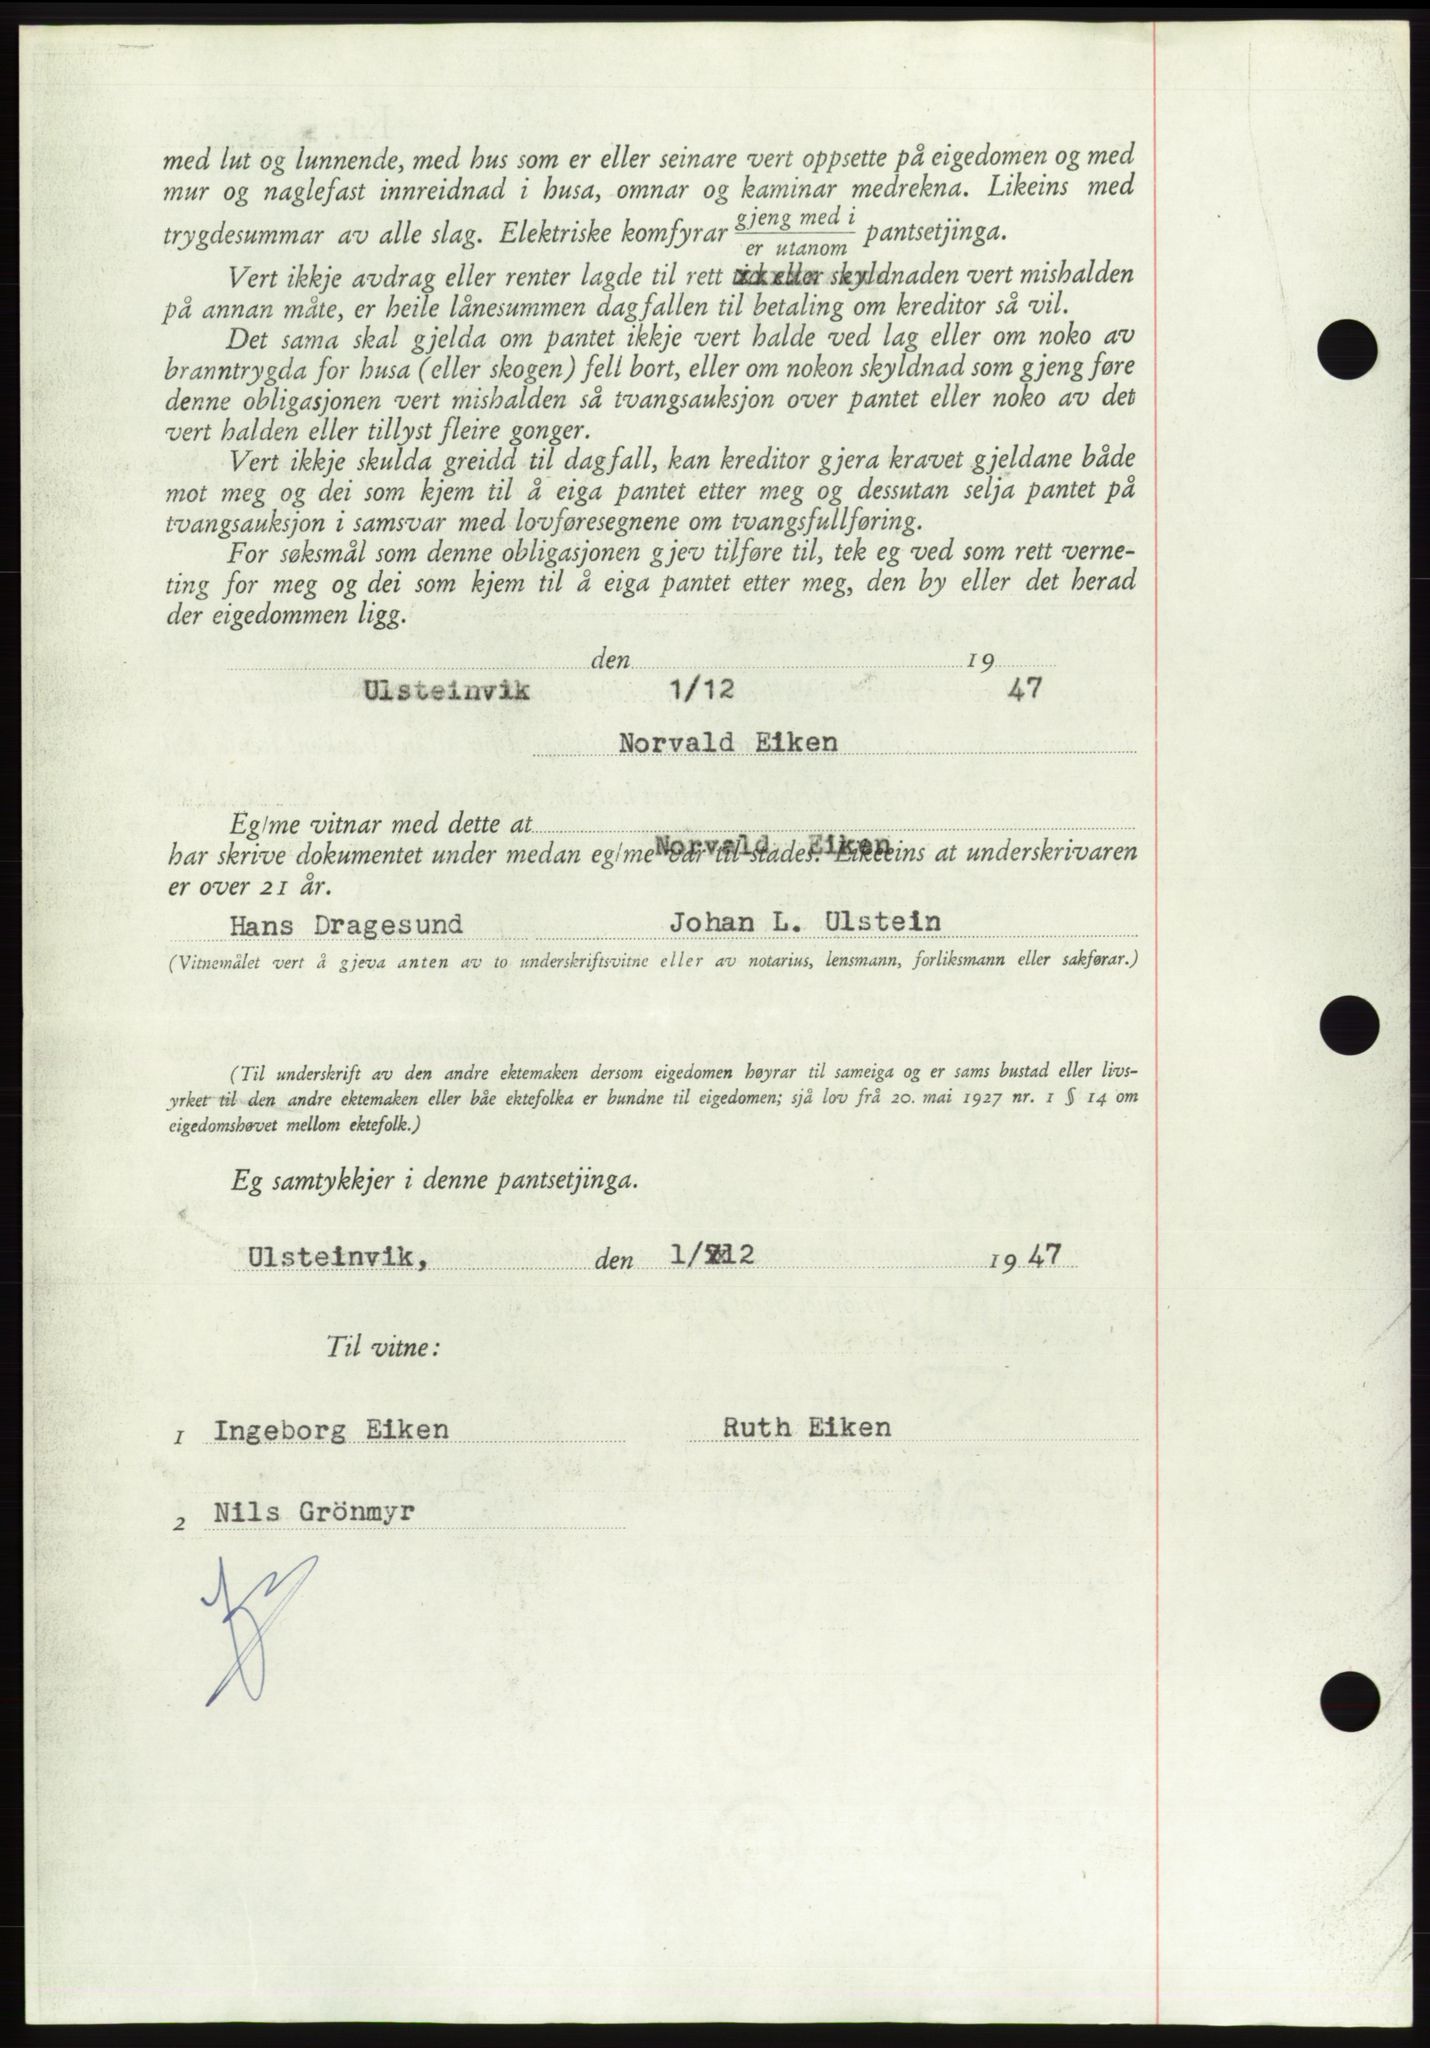 med lut og lunnende, med hus som er eller seinare vert oppsette på eigedomen og med
mur og naglefast innreidnad i husa, omnar og kaminar medrekna. Likeins med
trygdesummar av alle slag. Elektriske komfyrar gjeng med i / er utanom pantsetjinga.
Vert ikkje avdrag eller renter lagde til rett tid eller skyldnaden vert mishalden
på annan måte, er heile lånesummen dagfallen til betaling om kreditor så vil.
Det sama skal gjelda om pantet ikkje vert halde ved lag eller om noko av
branntrygda for husa (eller skogen) fell bort, eller om nokon skyldnad som gjeng føre
denne obligasjonen vert mishalden så tvangsauksjon over pantet eller noko av det
vert halden eller tillyst fleire gonger.
Vert ikkje skulda greidd til dagfall, kan kreditor gjera kravet gjeldane både
mot meg og dei som kjem til å eiga pantet etter meg og dessutan selja pantet på
tvangsauksjon i samsvar med lovføresegnene om tvangsfullføring.
For søksmål som denne obligasjonen gjev tilføre til, tek eg ved som rett verne-
ting for meg og dei som kjem til å eiga pantet etter meg, den by eller det herad
der eigedommen ligg.
den 19
Ulsteinvik 1/12 47
Norvald Eiken
Eg/me vitnar med dette at
Norvald Eiken
har skrive dokumentet under medan eg/me var til stades. Likeeins at underskrivaren
er over 21 år.
Hans Dragesund Johan L. Ulstein
(Vitnemålet vert å gjeva anten av to underskriftsvitne eller av notarius, lensmann, forliksmann eller sakførar.)
(Til underskrift av den andre ektemaken dersom eigedomen høyrar til sameiga og er sams bustad eller livs-
yrket til den andre ektemaken eller båe ektefolka er bundne til eigedomen; sjå lov frå 20. mai 1927 nr. 1 § 14 om
eigedomshøvet mellom ektefolk.)
Eg samtykkjer i denne pantsetjinga.
Ulsteinvik, den 1/12 1947
Til vitne:
1 Ingeborg Eiken Ruth Eiken
2 Nils Grönmyr